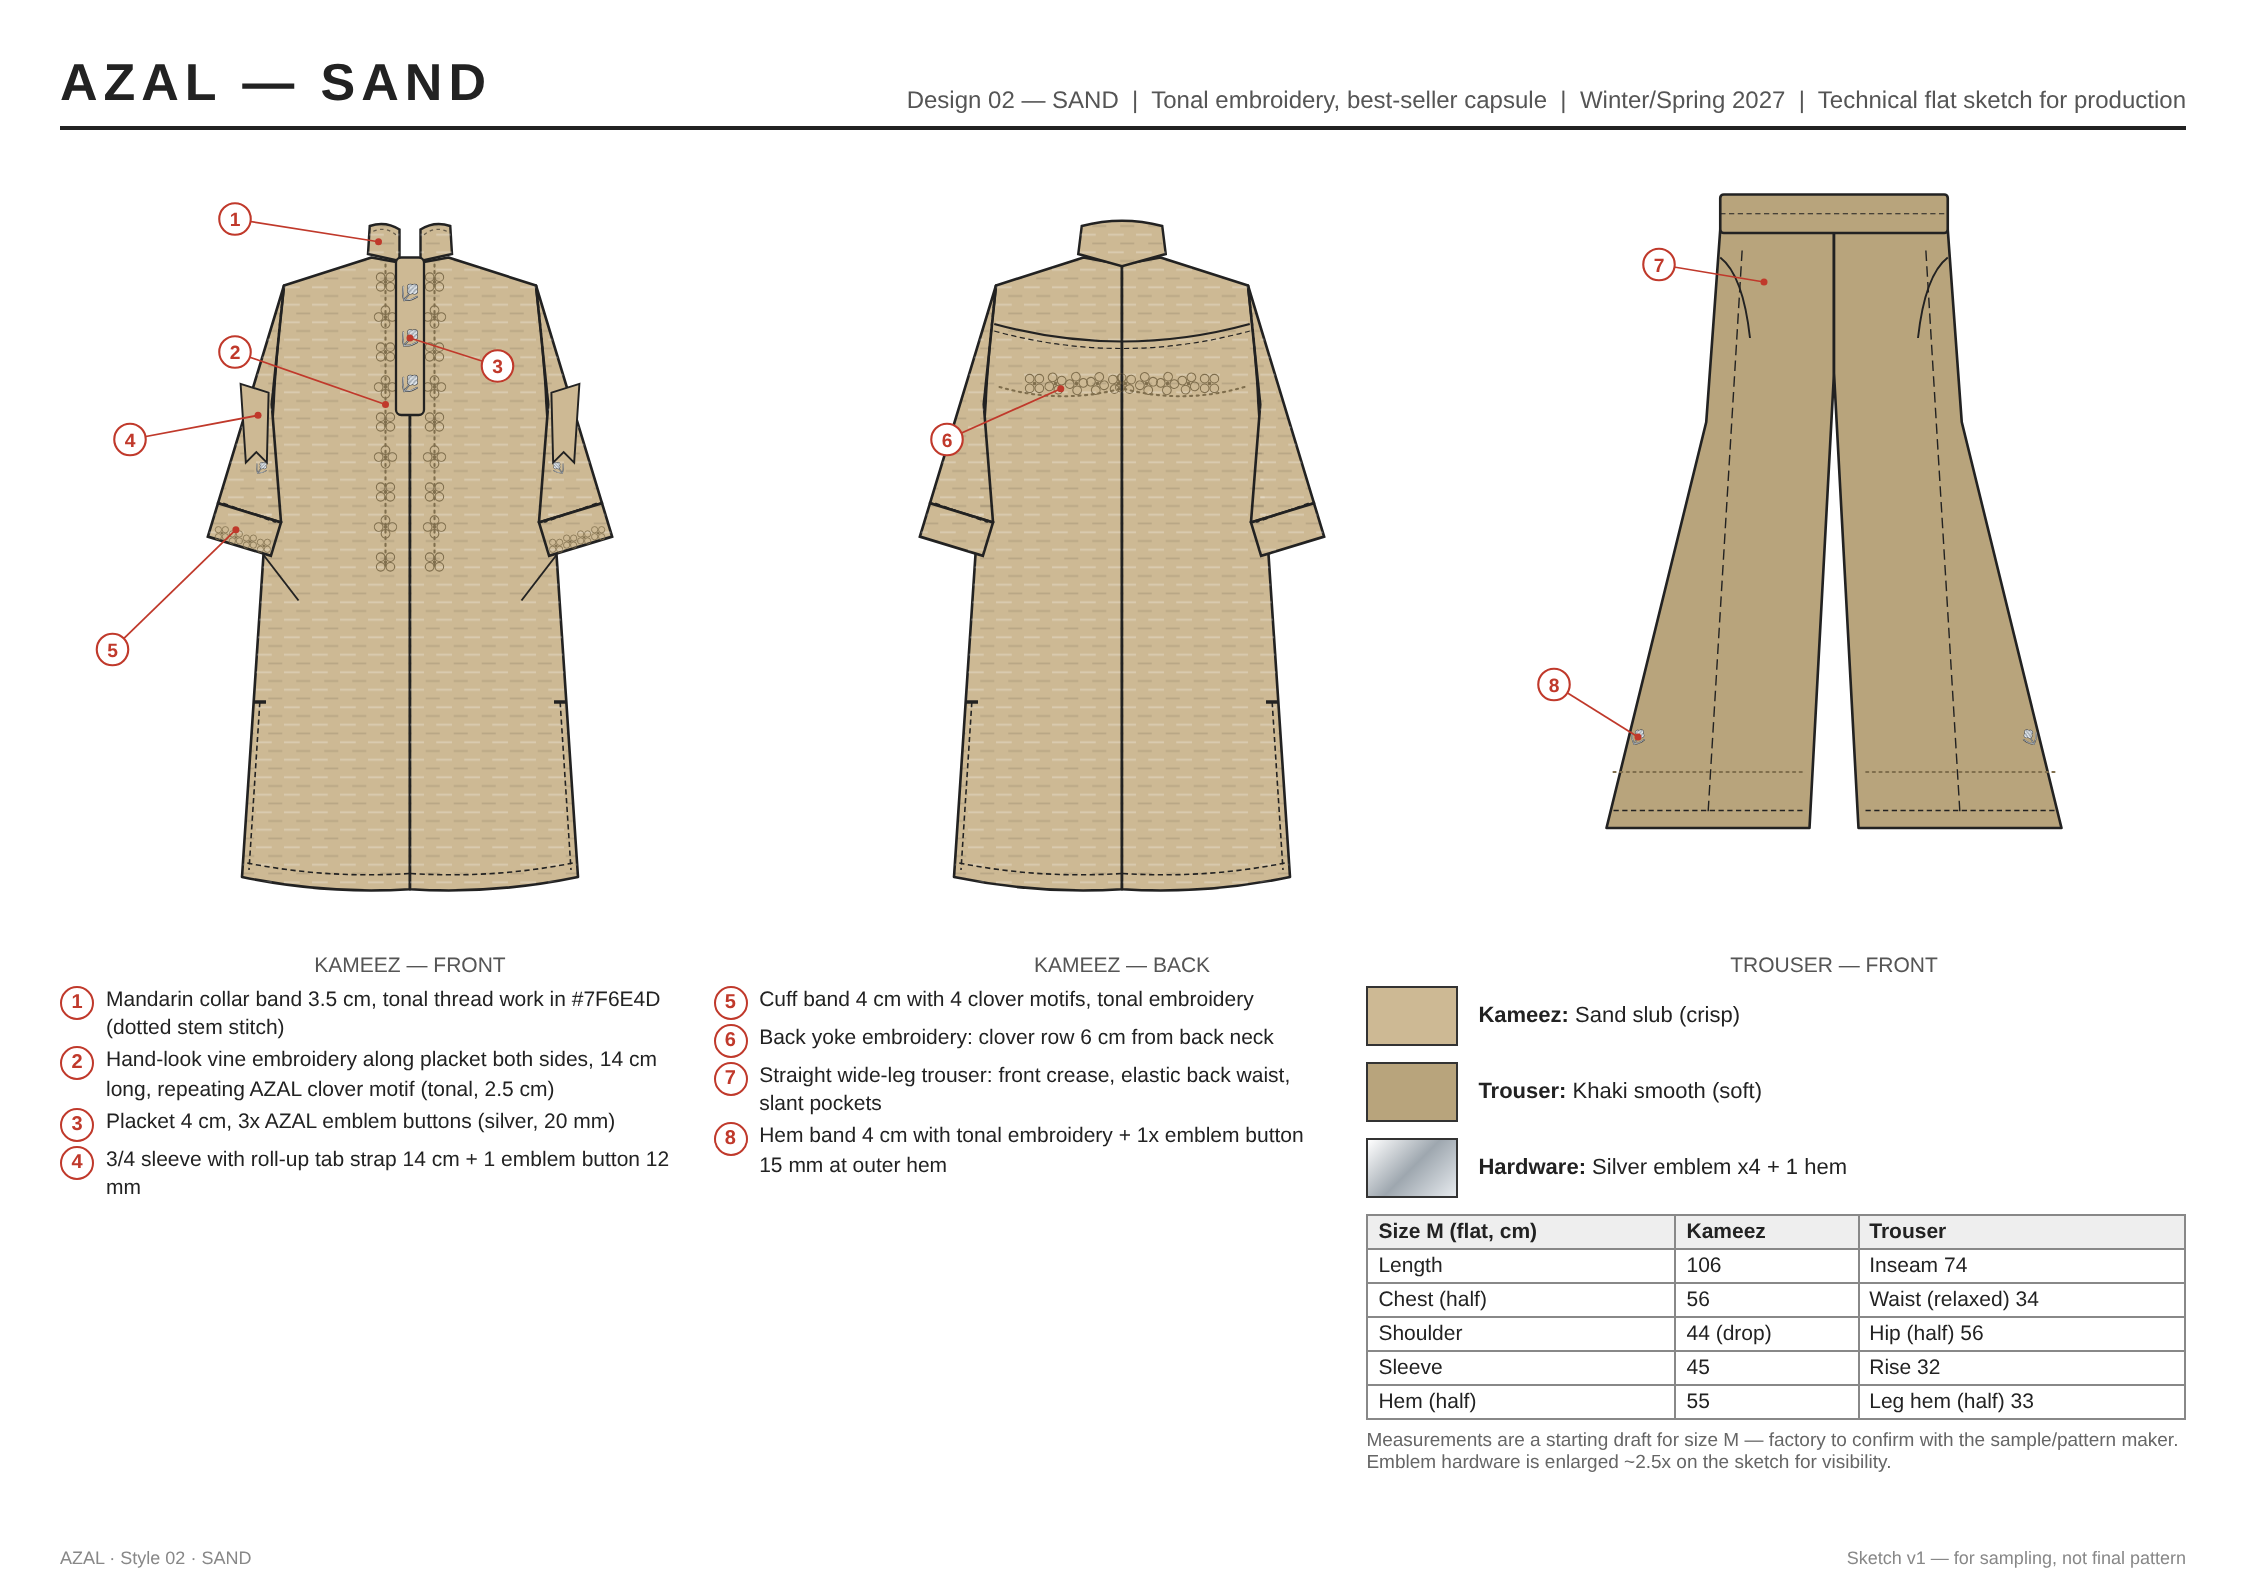 AZAL — SAND
Design 02 — SAND | Tonal embroidery, best-seller capsule | Winter/Spring 2027 | Technical flat sketch for production
1
2
3
4
5
6
7
8
KAMEEZ — FRONT
KAMEEZ — BACK
TROUSER — FRONT
1 Mandarin collar band 3.5 cm, tonal thread work in #7F6E4D
(dotted stem stitch)
2 Hand-look vine embroidery along placket both sides, 14 cm
long, repeating AZAL clover motif (tonal, 2.5 cm)
3 Placket 4 cm, 3x AZAL emblem buttons (silver, 20 mm)
4 3/4 sleeve with roll-up tab strap 14 cm + 1 emblem button 12
mm
5 Cuff band 4 cm with 4 clover motifs, tonal embroidery
6 Back yoke embroidery: clover row 6 cm from back neck
7 Straight wide-leg trouser: front crease, elastic back waist,
slant pockets
8 Hem band 4 cm with tonal embroidery + 1x emblem button
15 mm at outer hem
Kameez: Sand slub (crisp)
Trouser: Khaki smooth (soft)
Hardware: Silver emblem x4 + 1 hem
Size M (flat, cm) Kameez Trouser
Length 106 Inseam 74
Chest (half) 56 Waist (relaxed) 34
Shoulder 44 (drop) Hip (half) 56
Sleeve 45 Rise 32
Hem (half) 55 Leg hem (half) 33
Measurements are a starting draft for size M — factory to confirm with the sample/pattern maker.
Emblem hardware is enlarged ~2.5x on the sketch for visibility.
AZAL · Style 02 · SAND
Sketch v1 — for sampling, not final pattern